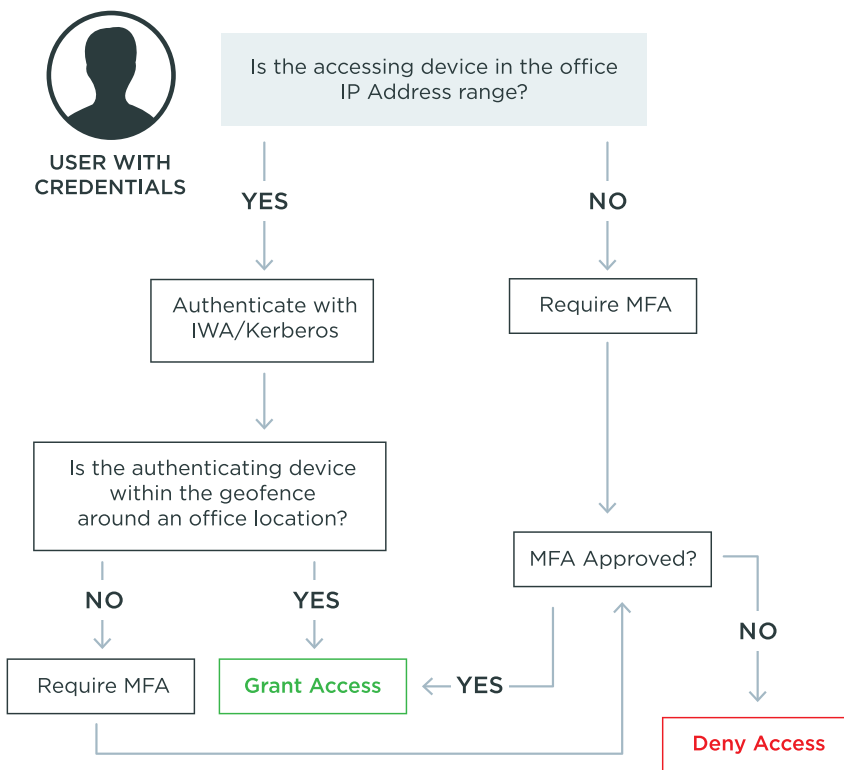 USER WITH
CREDENTIALS
Is the accessing device in the office
IP Address range?
YES
NO
Authenticate with
IWA/Kerberos
Require MFA
Is the authenticating device
within the geofence
around an office location?
MFA Approved?
NO
YES
NO
Require MFA
Grant Access
YES
Deny Access